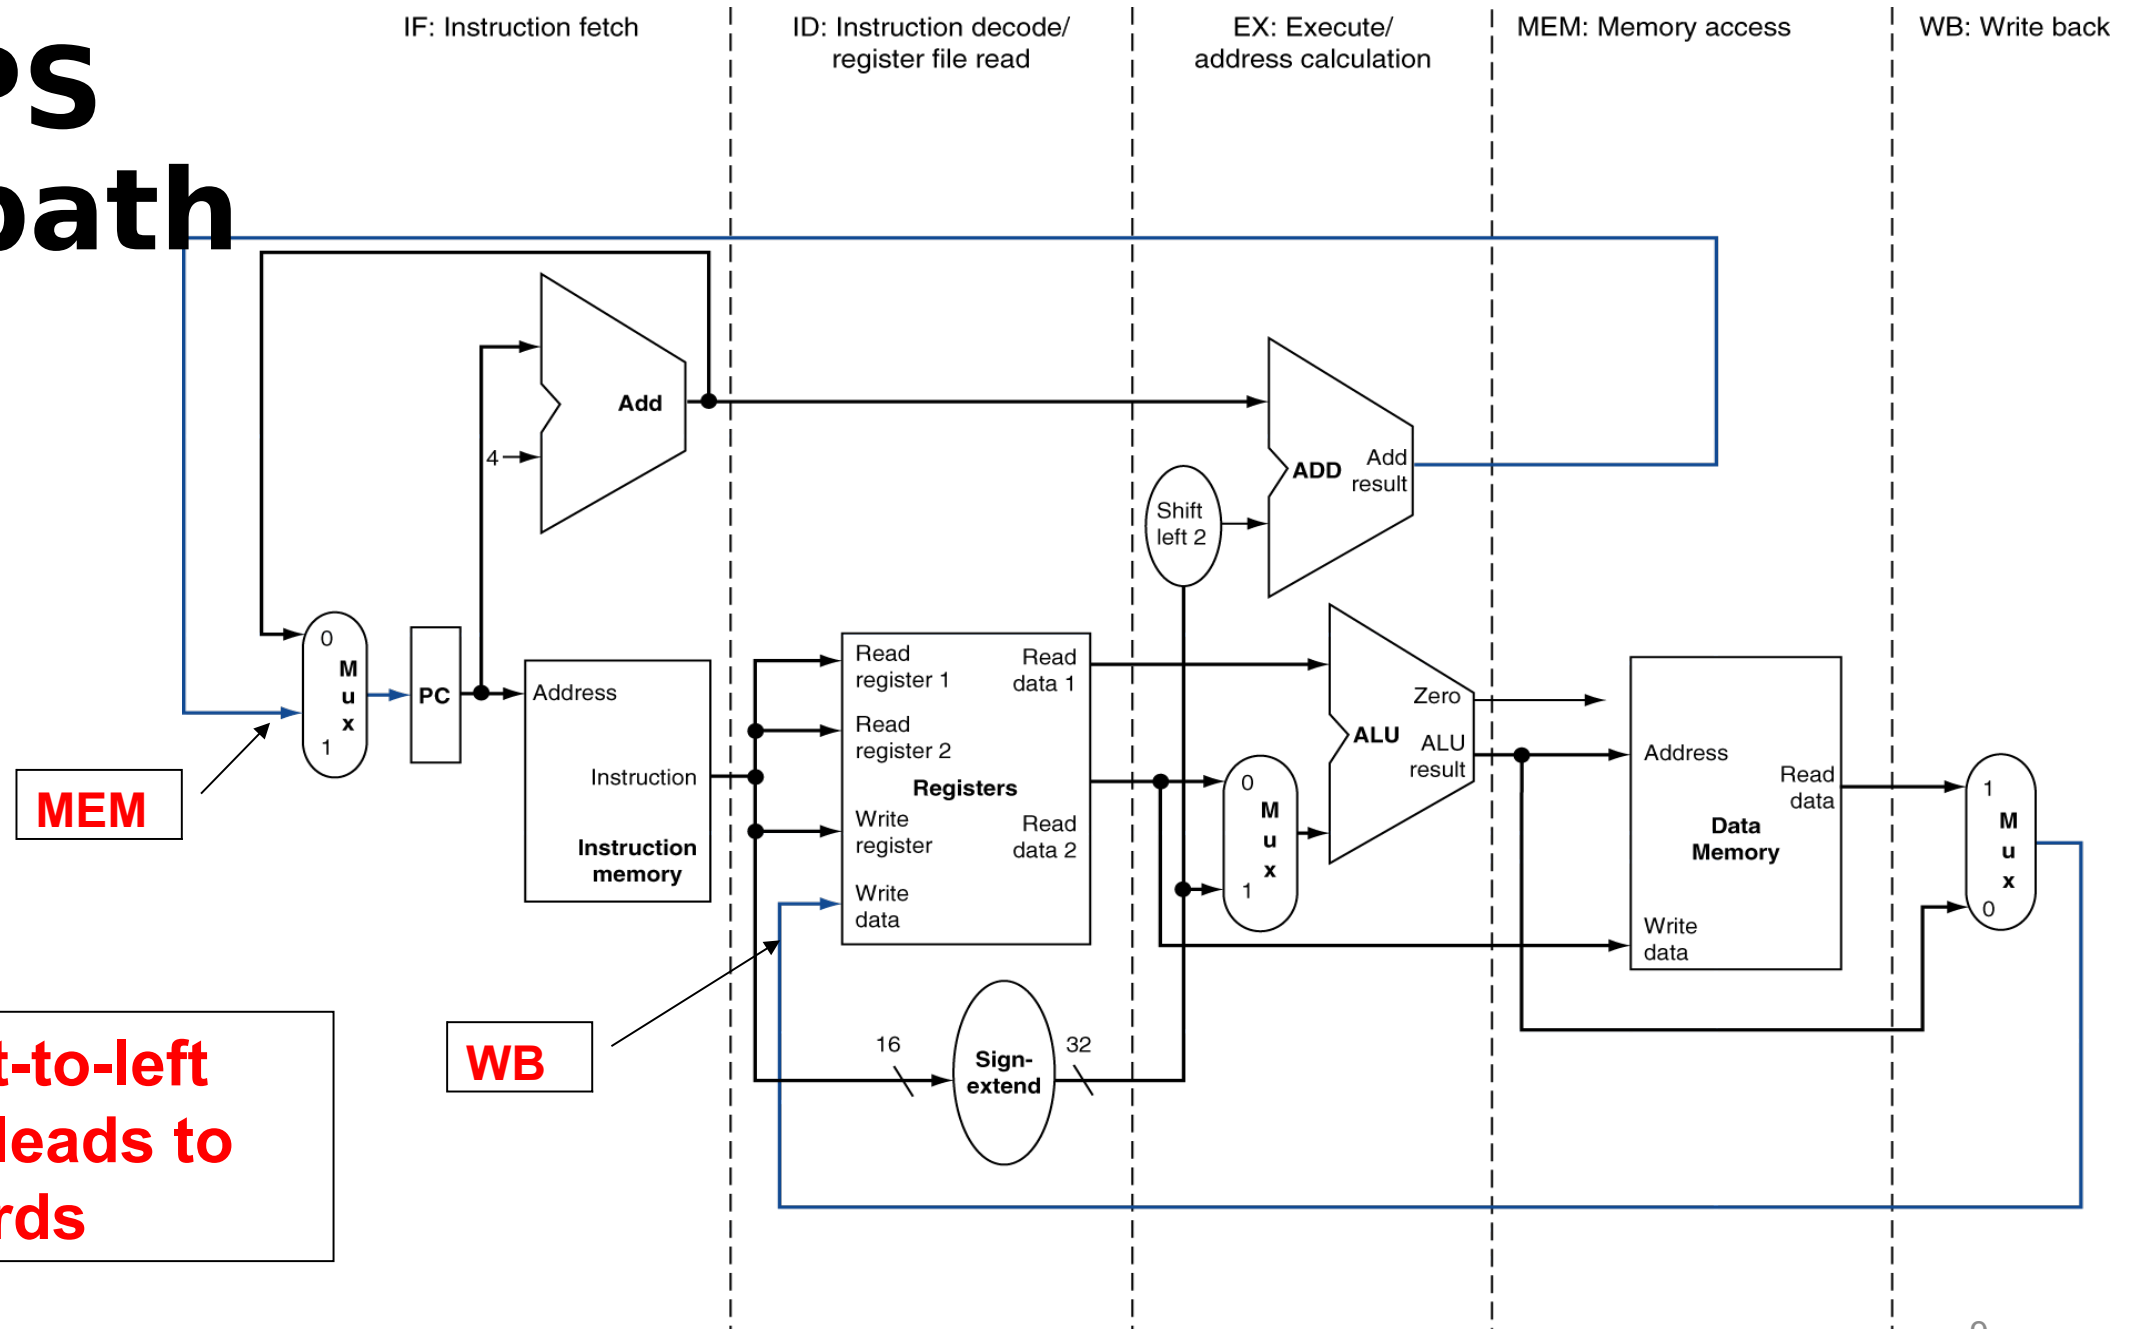 IF: Instruction fetch
ID: Instruction decode/
register file read
EX: Execute/
address calculation
MEM: Memory access
WB: Write back
PS
path
Add
4
ADD
Add
result
Shift
left 2
0
M
u
x
1
PC
Address
Instruction
Instruction
memory
Read
register 1
Read
register 2
Write
register
Write
data
Registers
Read
data 1
Read
data 2
0
M
u
x
1
Zero
ALU
ALU
result
Address
Read
data
Data
Memory
Write
data
1
M
u
x
0
MEM
WB
16
Sign-
extend
32
t-to-left
leads to
rds